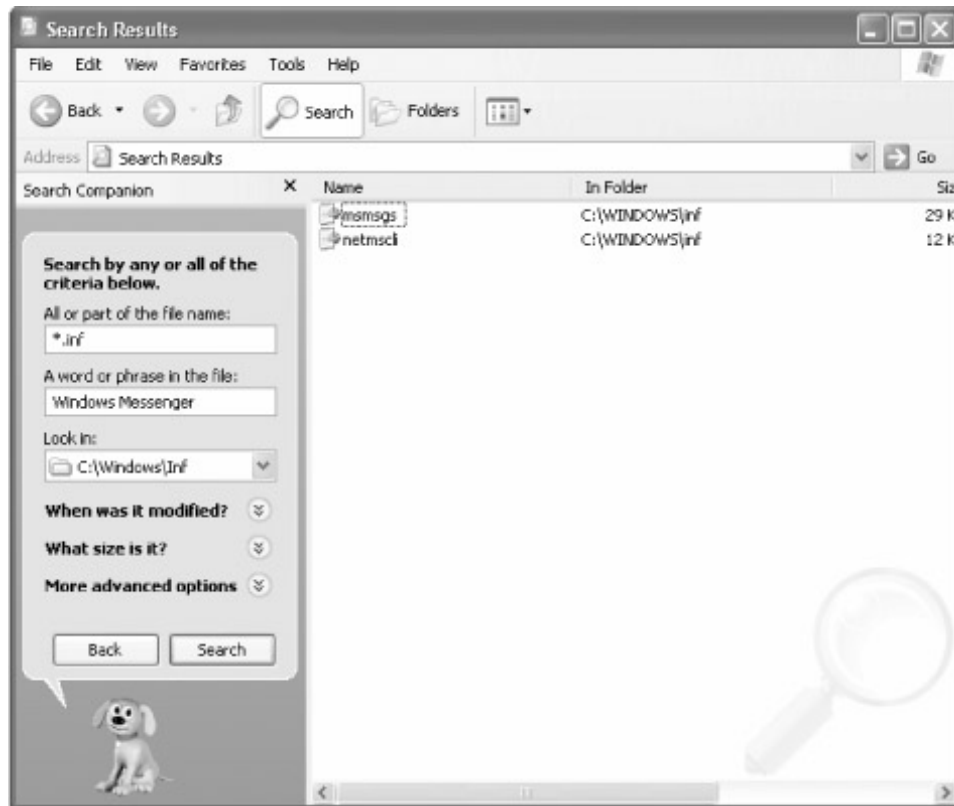 Search Results
File Edit View Favorites Tools Help
Back Search Folders
Address Search Results Go
Search Companion
Name In Folder Siz
msmsgs C:\WINDOWS\inf 29 K
netmscli C:\WINDOWS\inf 12 K
Search by any or all of the
criteria below.
All or part of the file name:
*.inf
A word or phrase in the file:
Windows Messenger
Look in:
C:\Windows\Inf
When was it modified?
What size is it?
More advanced options
Back Search